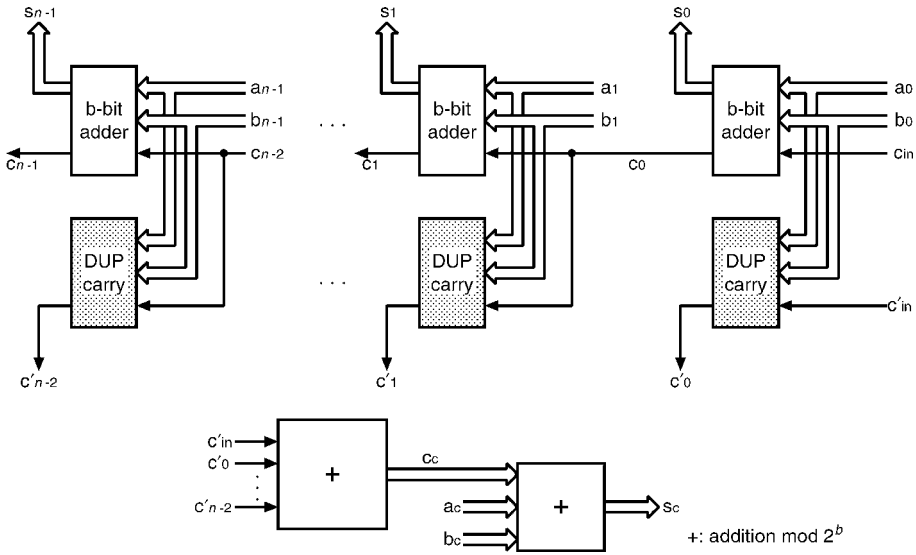 sn-1 s1 s0
b-bit adder an-1 bn-1 cn-2 cn-1
. . .
b-bit adder a1 b1 c1 c0
b-bit adder a0 b0 cin
DUP carry c'n-2
. . .
DUP carry c'1
DUP carry c'in c'0
c'in
c'0
.
.
.
c'n-2
+
cc
ac
bc
+
sc
+: addition mod 2^b